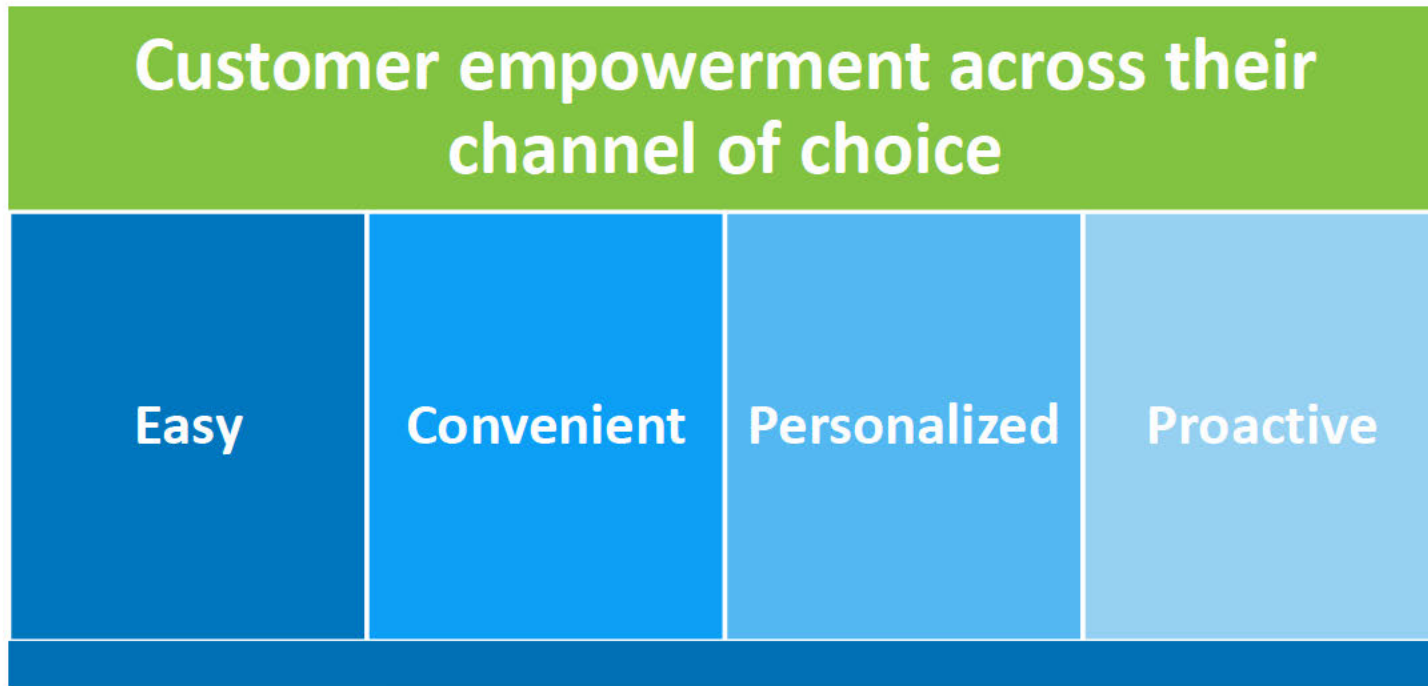 Customer empowerment across their
channel of choice
Easy
Convenient
Personalized
Proactive